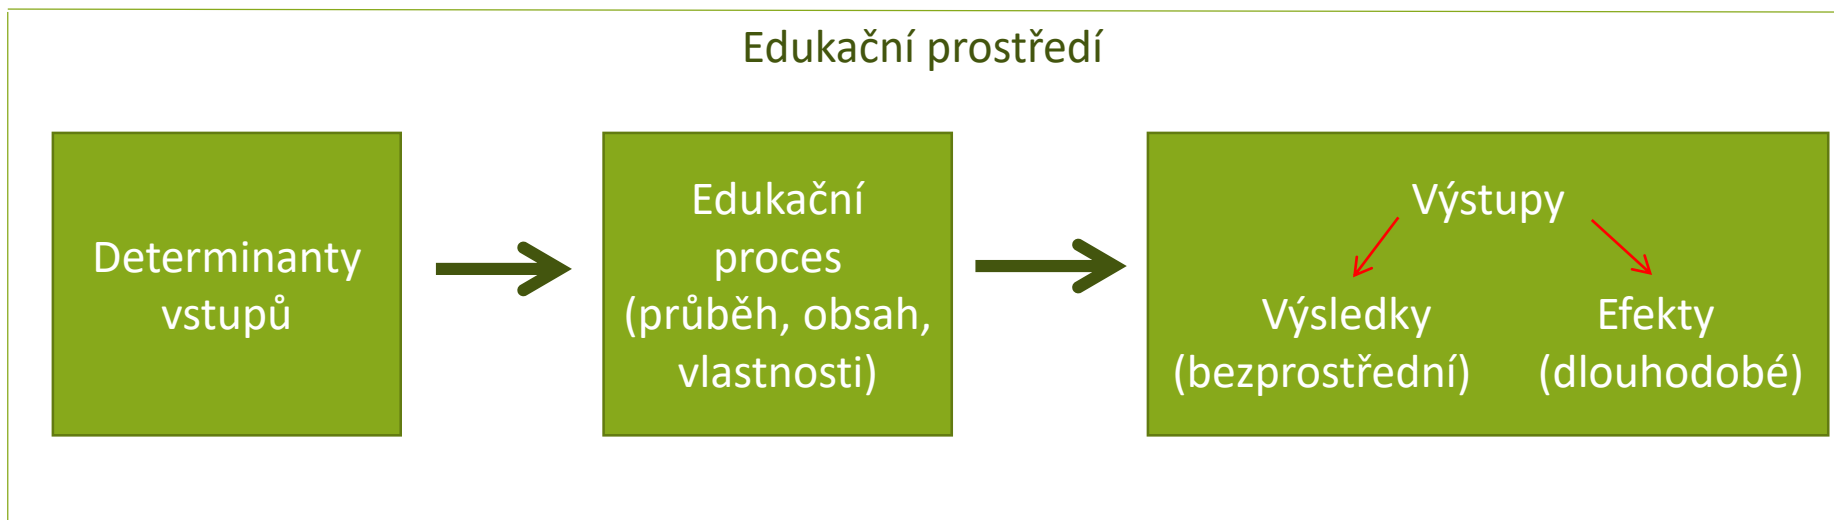 Edukační prostředí
Determinanty
vstupů
Edukační
proces
(průběh, obsah,
vlastnosti)
Výstupy
Výsledky
(bezprostřední)
Efekty
(dlouhodobé)